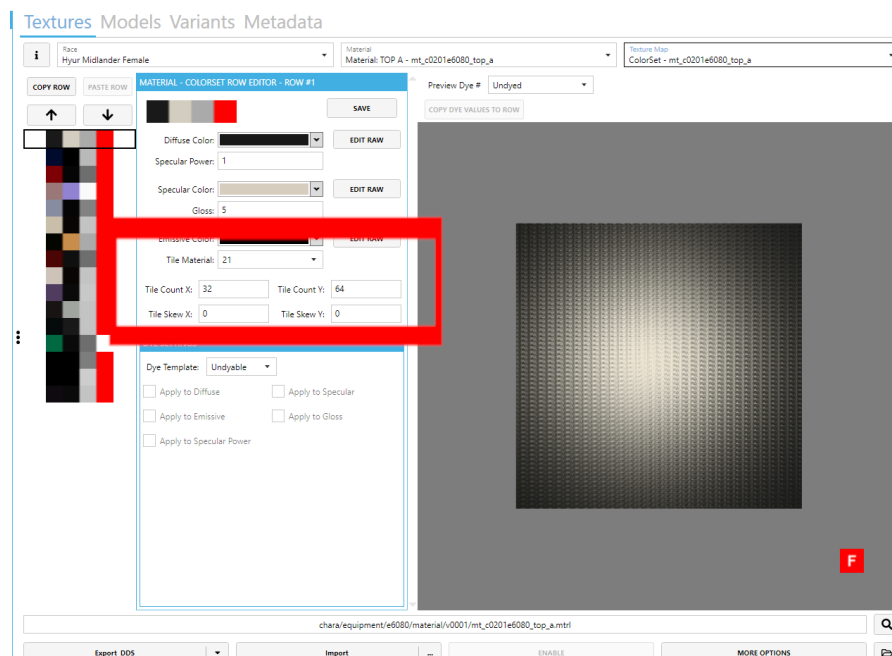 Textures Models Variants Metadata
i
Race
Hyur Midlander Female
Material
Material: TOP A - mt_c0201e6080_top_a
Texture Map
ColorSet - mt_c0201e6080_top_a
COPY ROW PASTE ROW
MATERIAL - COLORSET ROW EDITOR - ROW #1
Preview Dye # Undyed
SAVE
COPY DYE VALUES TO ROW
Diffuse Color: EDIT RAW
Specular Power: 1
Specular Color: EDIT RAW
Gloss: 5
Emissive Color: EDIT RAW
Tile Material: 21
Tile Count X: 32 Tile Count Y: 64
Tile Skew X: 0 Tile Skew Y: 0
Dye Template: Undyable
Apply to Diffuse Apply to Specular
Apply to Emissive Apply to Gloss
Apply to Specular Power
F
chara/equipment/e6080/material/v0001/mt_c0201e6080_top_a.mtrl
Export DDS Import ... ENABLE MORE OPTIONS